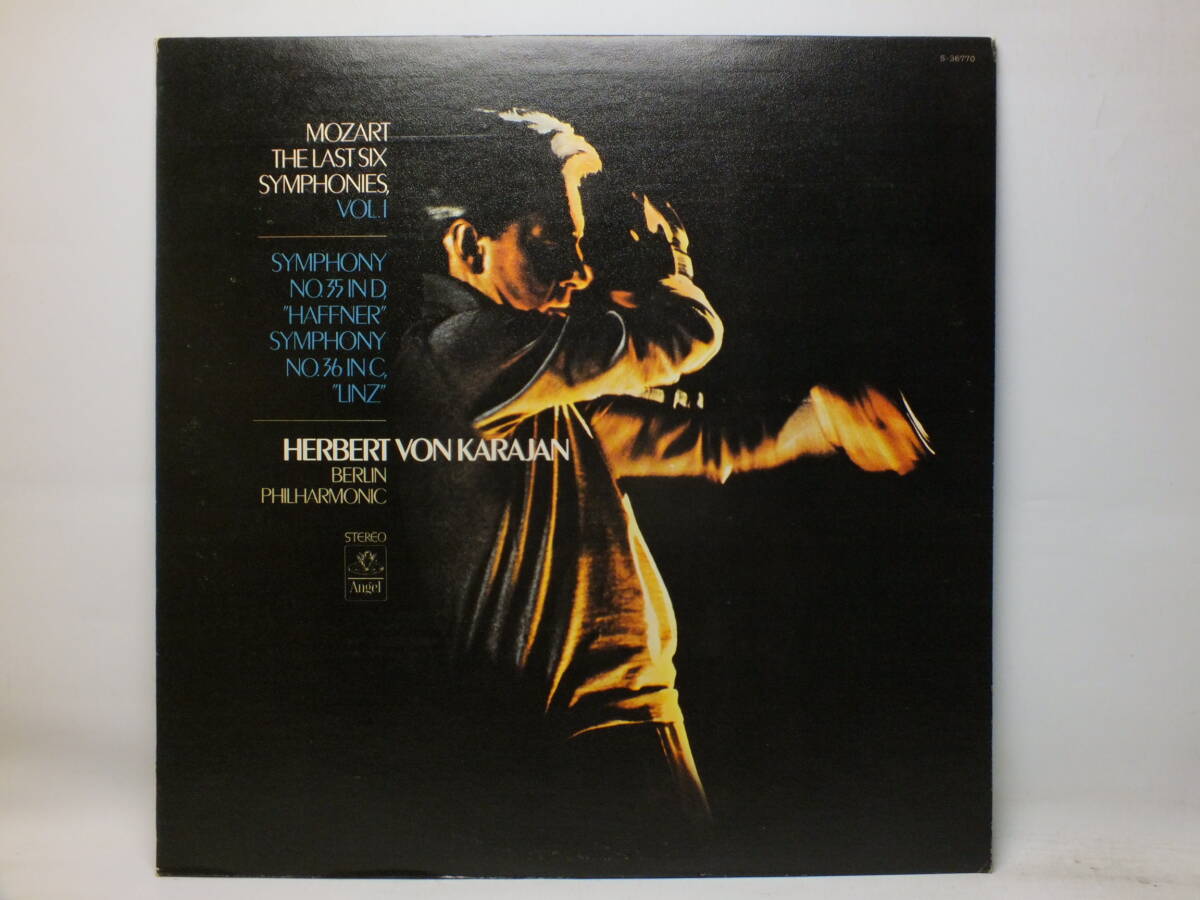 S-36770
MOZART
THE LAST SIX
SYMPHONIES,
VOL. I
SYMPHONY
NO. 35 IN D,
"HAFFNER"
SYMPHONY
NO. 36 IN C,
"LINZ"
HERBERT VON KARAJAN
BERLIN
PHILHARMONIC
STEREO
Angel